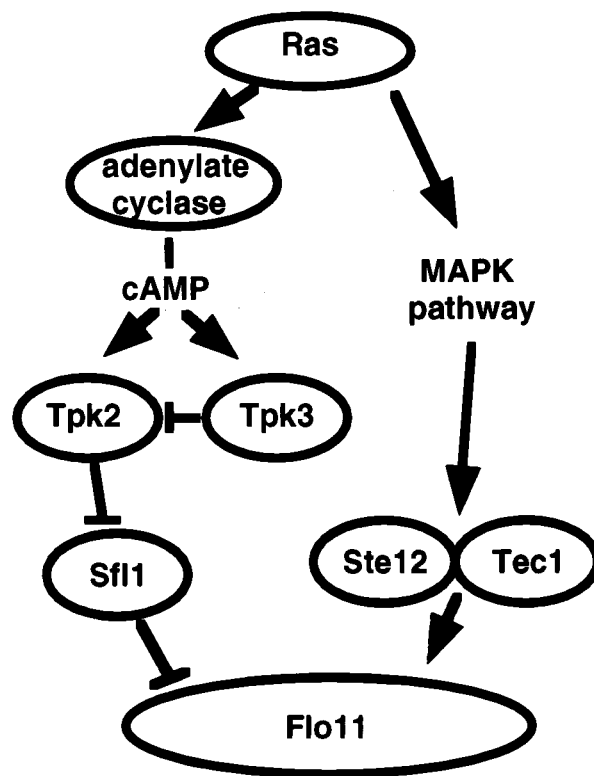 Ras
adenylate
cyclase
cAMP
MAPK
pathway
Tpk2
Tpk3
Sfl1
Ste12
Tec1
Flo11